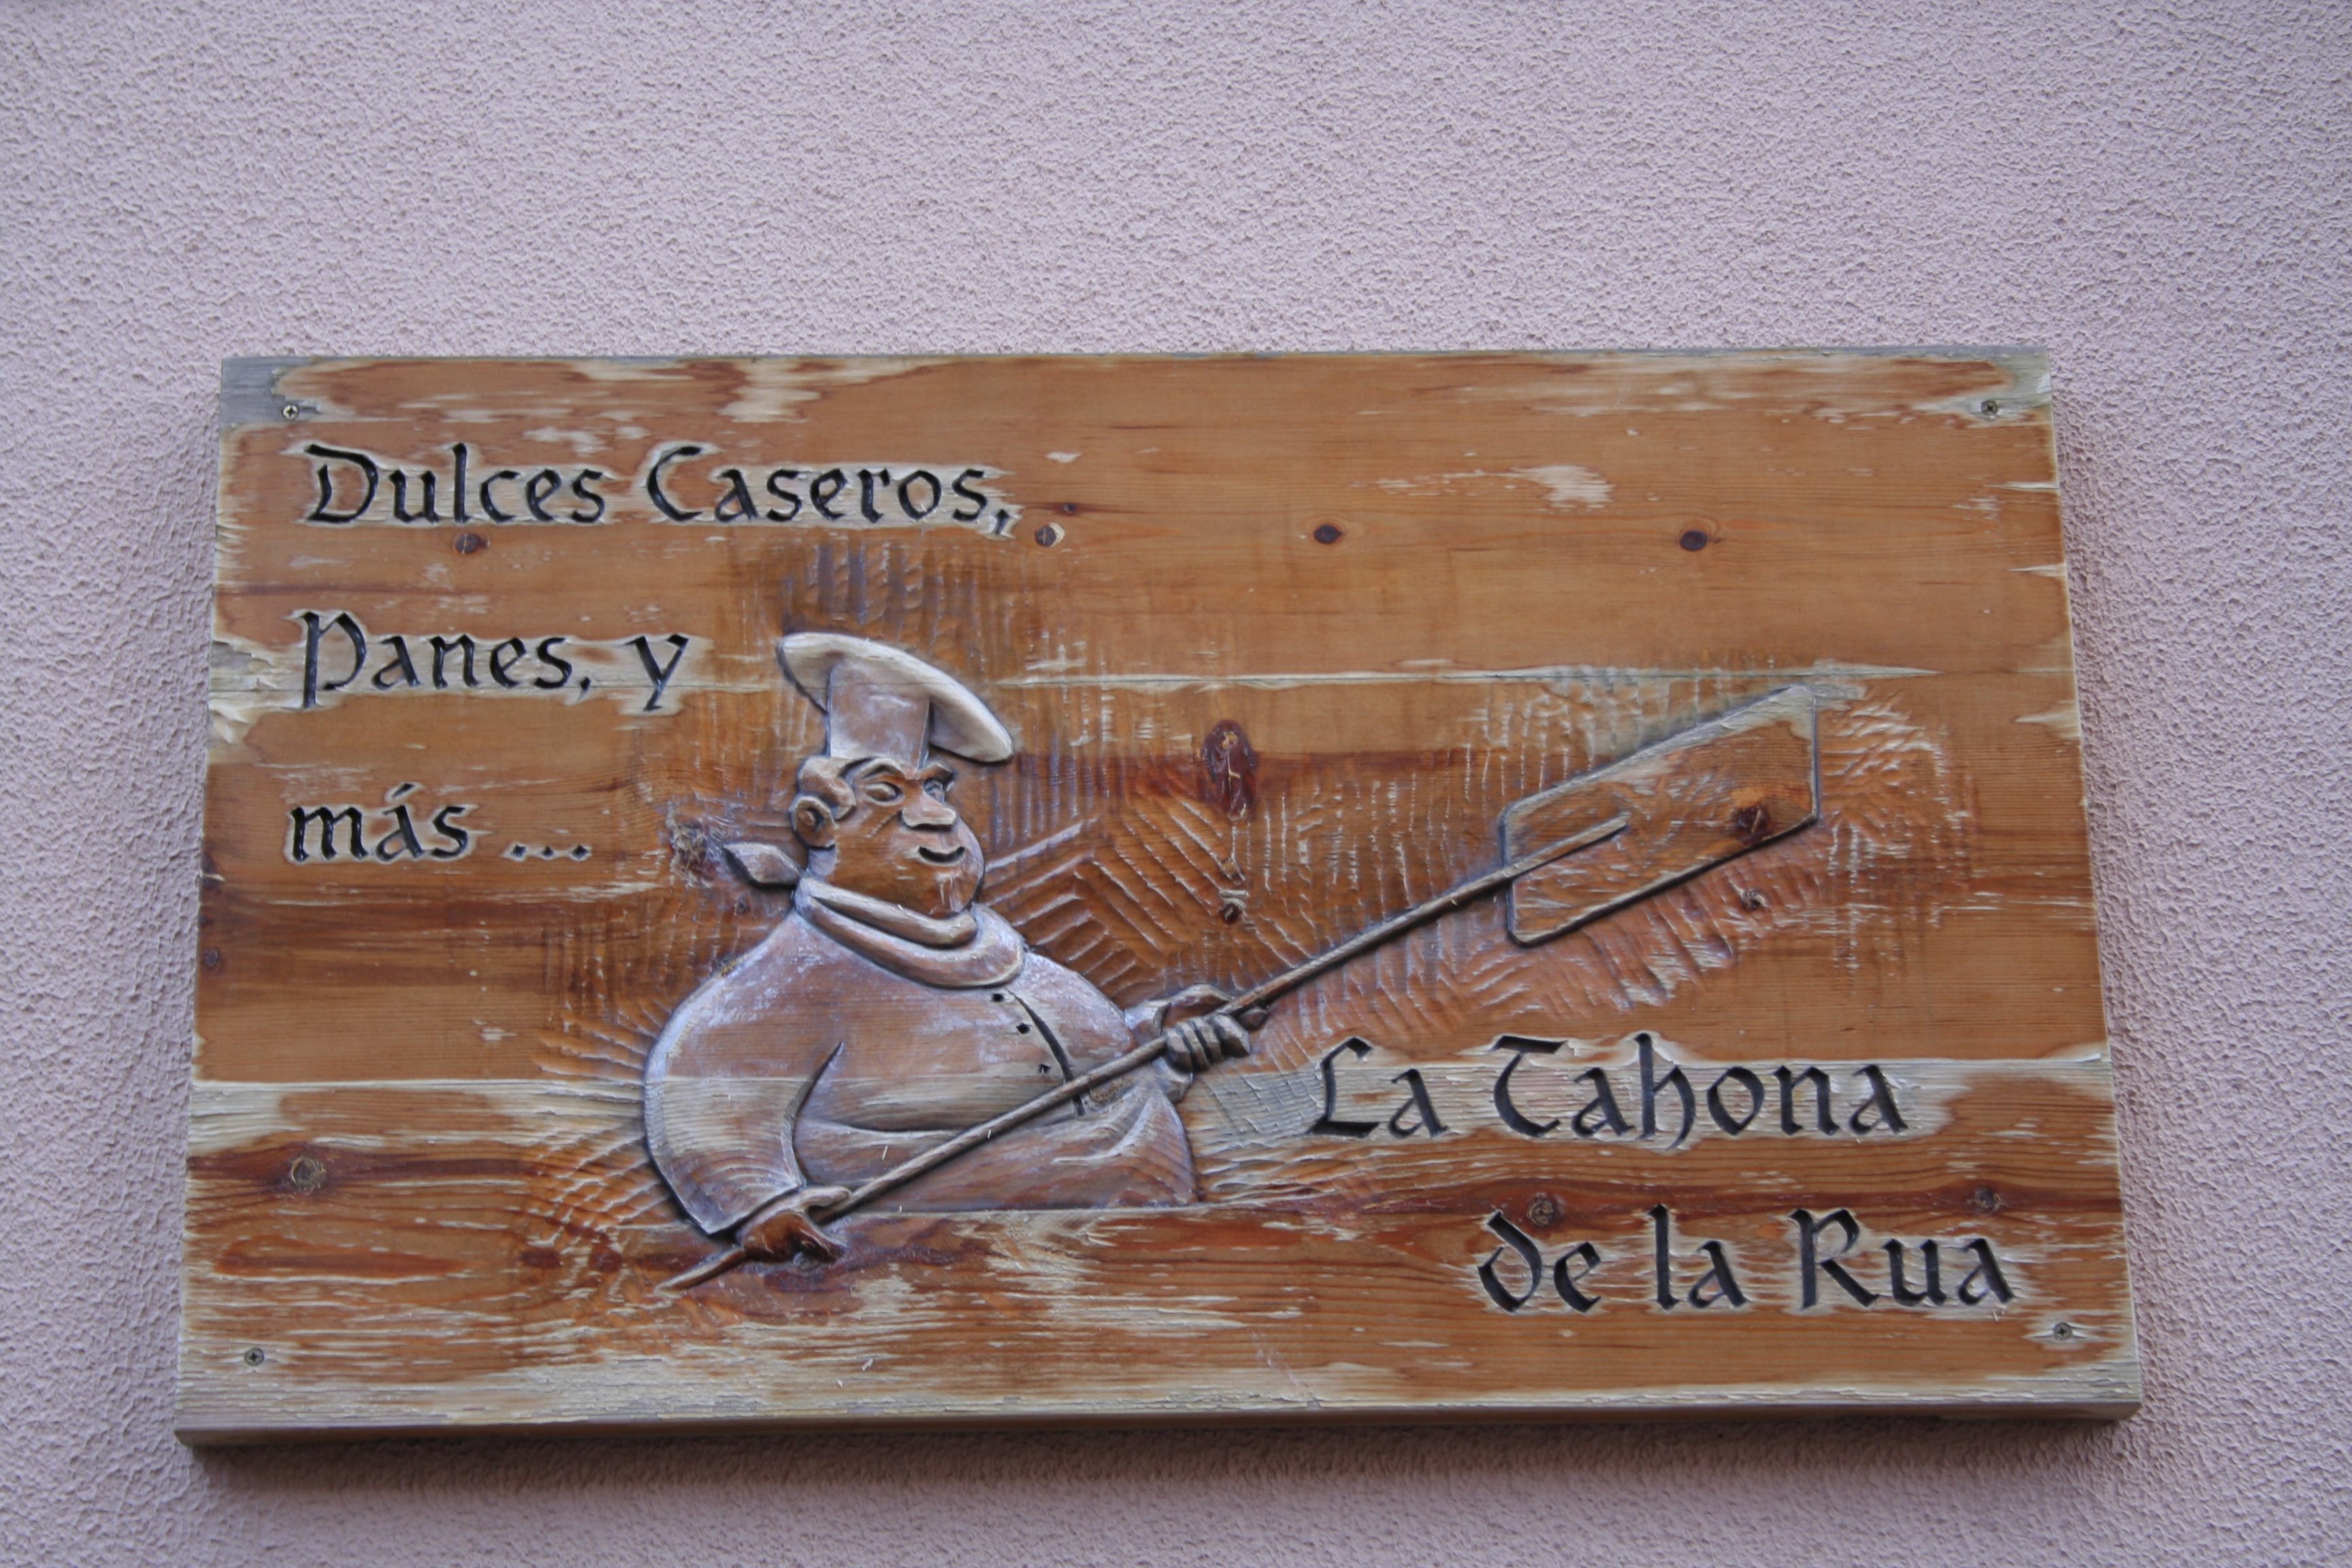 Dulces Caseros,
Panes, y
más ...
La Tahona
de la Rua